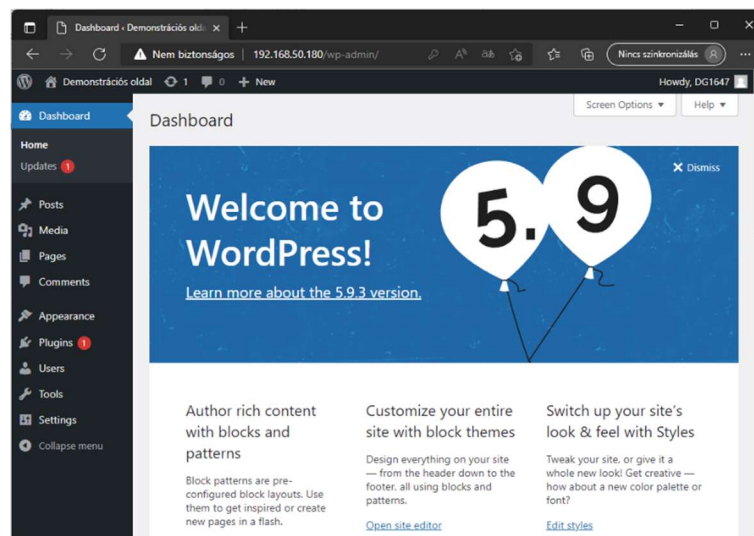 Dashboard ‹ Demonstrációs olda
Nem biztonságos | 192.168.50.180/wp-admin/ Nincs szinkronizálás
Demonstrációs oldal 1 0 + New Howdy, DG1647
Screen Options ▼ Help ▼
Dashboard
Home
Updates 1
Posts
Media
Pages
Comments
Appearance
Plugins 1
Users
Tools
Settings
Collapse menu
Dashboard
Dismiss
Welcome to
WordPress!
Learn more about the 5.9.3 version.
5.9
Author rich content
with blocks and
patterns
Block patterns are pre-
configured block layouts. Use
them to get inspired or create
new pages in a flash.
Customize your entire
site with block themes
Design everything on your site
— from the header down to the
footer, all using blocks and
patterns.
Open site editor
Switch up your site's
look & feel with Styles
Tweak your site, or give it a
whole new look! Get creative —
how about a new color palette or
font?
Edit styles